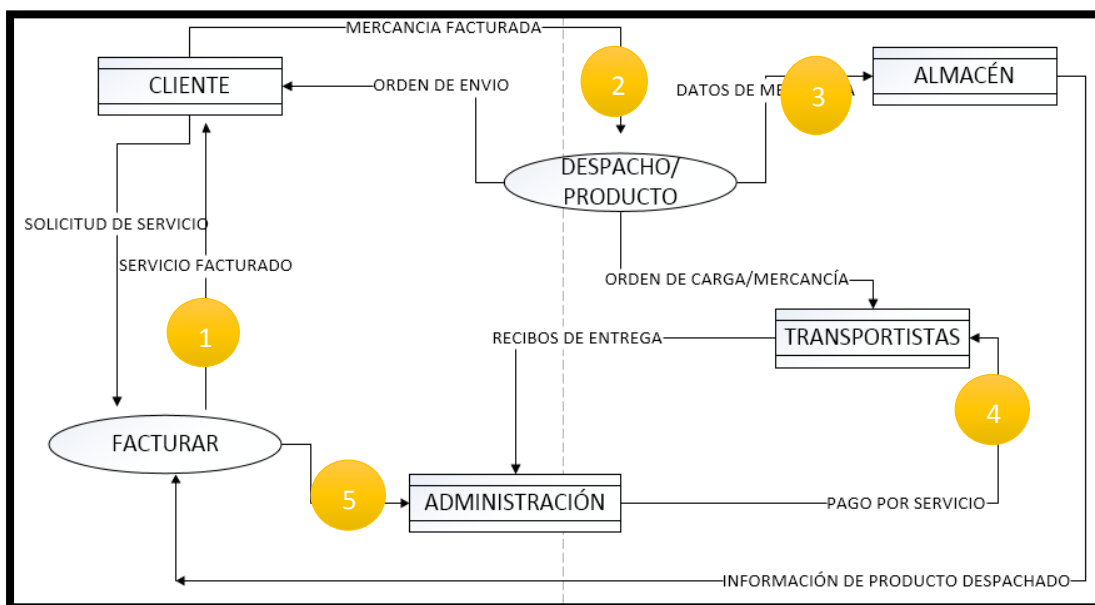 MERCANCIA FACTURADA
CLIENTE
ORDEN DE ENVIO
2
DATOS DE ME
A
3
ALMACÉN
DESPACHO/
PRODUCTO
SOLICITUD DE SERVICIO
SERVICIO FACTURADO
ORDEN DE CARGA/MERCANCÍA
1
RECIBOS DE ENTREGA
TRANSPORTISTAS
4
FACTURAR
5
ADMINISTRACIÓN
PAGO POR SERVICIO
INFORMACIÓN DE PRODUCTO DESPACHADO